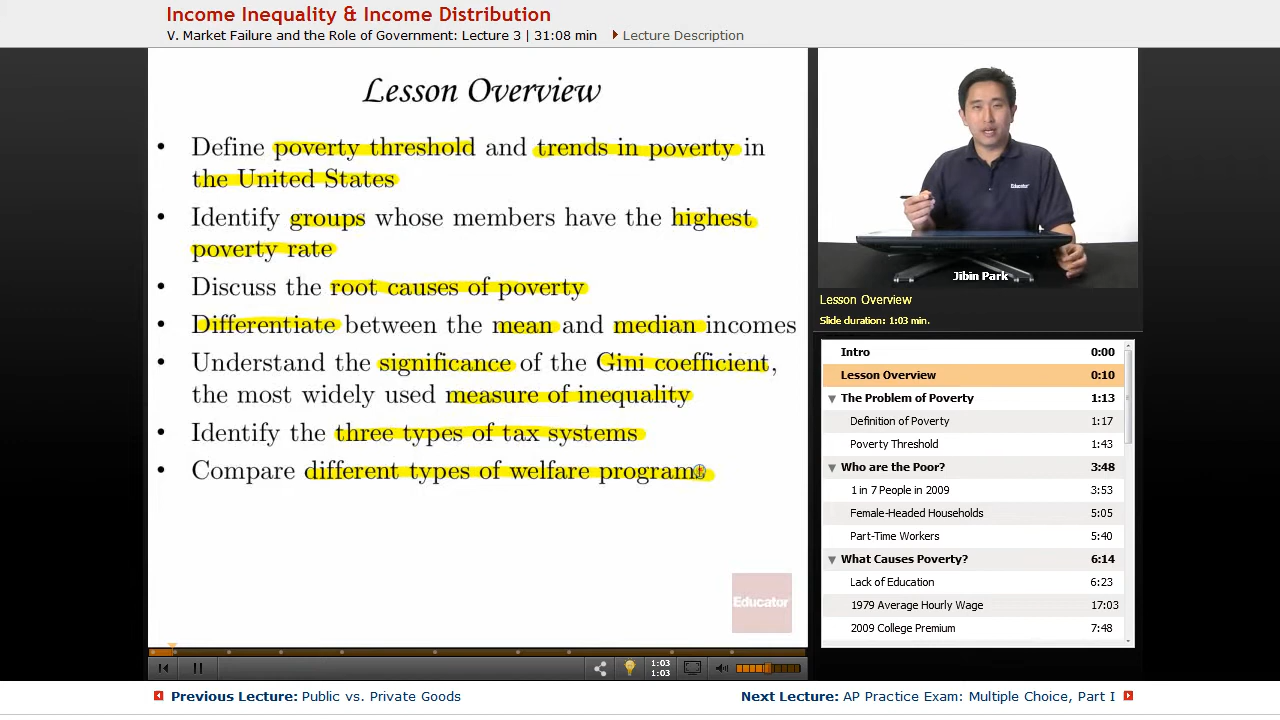 Income Inequality & Income Distribution
V. Market Failure and the Role of Government: Lecture 3 | 31:08 min
Lecture Description
Lesson Overview
• Define poverty threshold and trends in poverty in
the United States
• Identify groups whose members have the highest
poverty rate
• Discuss the root causes of poverty
• Differentiate between the mean and median incomes
• Understand the significance of the Gini coefficient,
the most widely used measure of inequality
• Identify the three types of tax systems
• Compare different types of welfare programs
Educator
Educator
Jibin Park
Lesson Overview
Slide duration: 1:03 min.
Intro 0:00
Lesson Overview 0:10
The Problem of Poverty 1:13
Definition of Poverty 1:17
Poverty Threshold 1:43
Who are the Poor? 3:48
1 in 7 People in 2009 3:53
Female-Headed Households 5:05
Part-Time Workers 5:40
What Causes Poverty? 6:14
Lack of Education 6:23
1979 Average Hourly Wage 17:03
2009 College Premium 7:48
1:03
1:03
Previous Lecture: Public vs. Private Goods
Next Lecture: AP Practice Exam: Multiple Choice, Part I